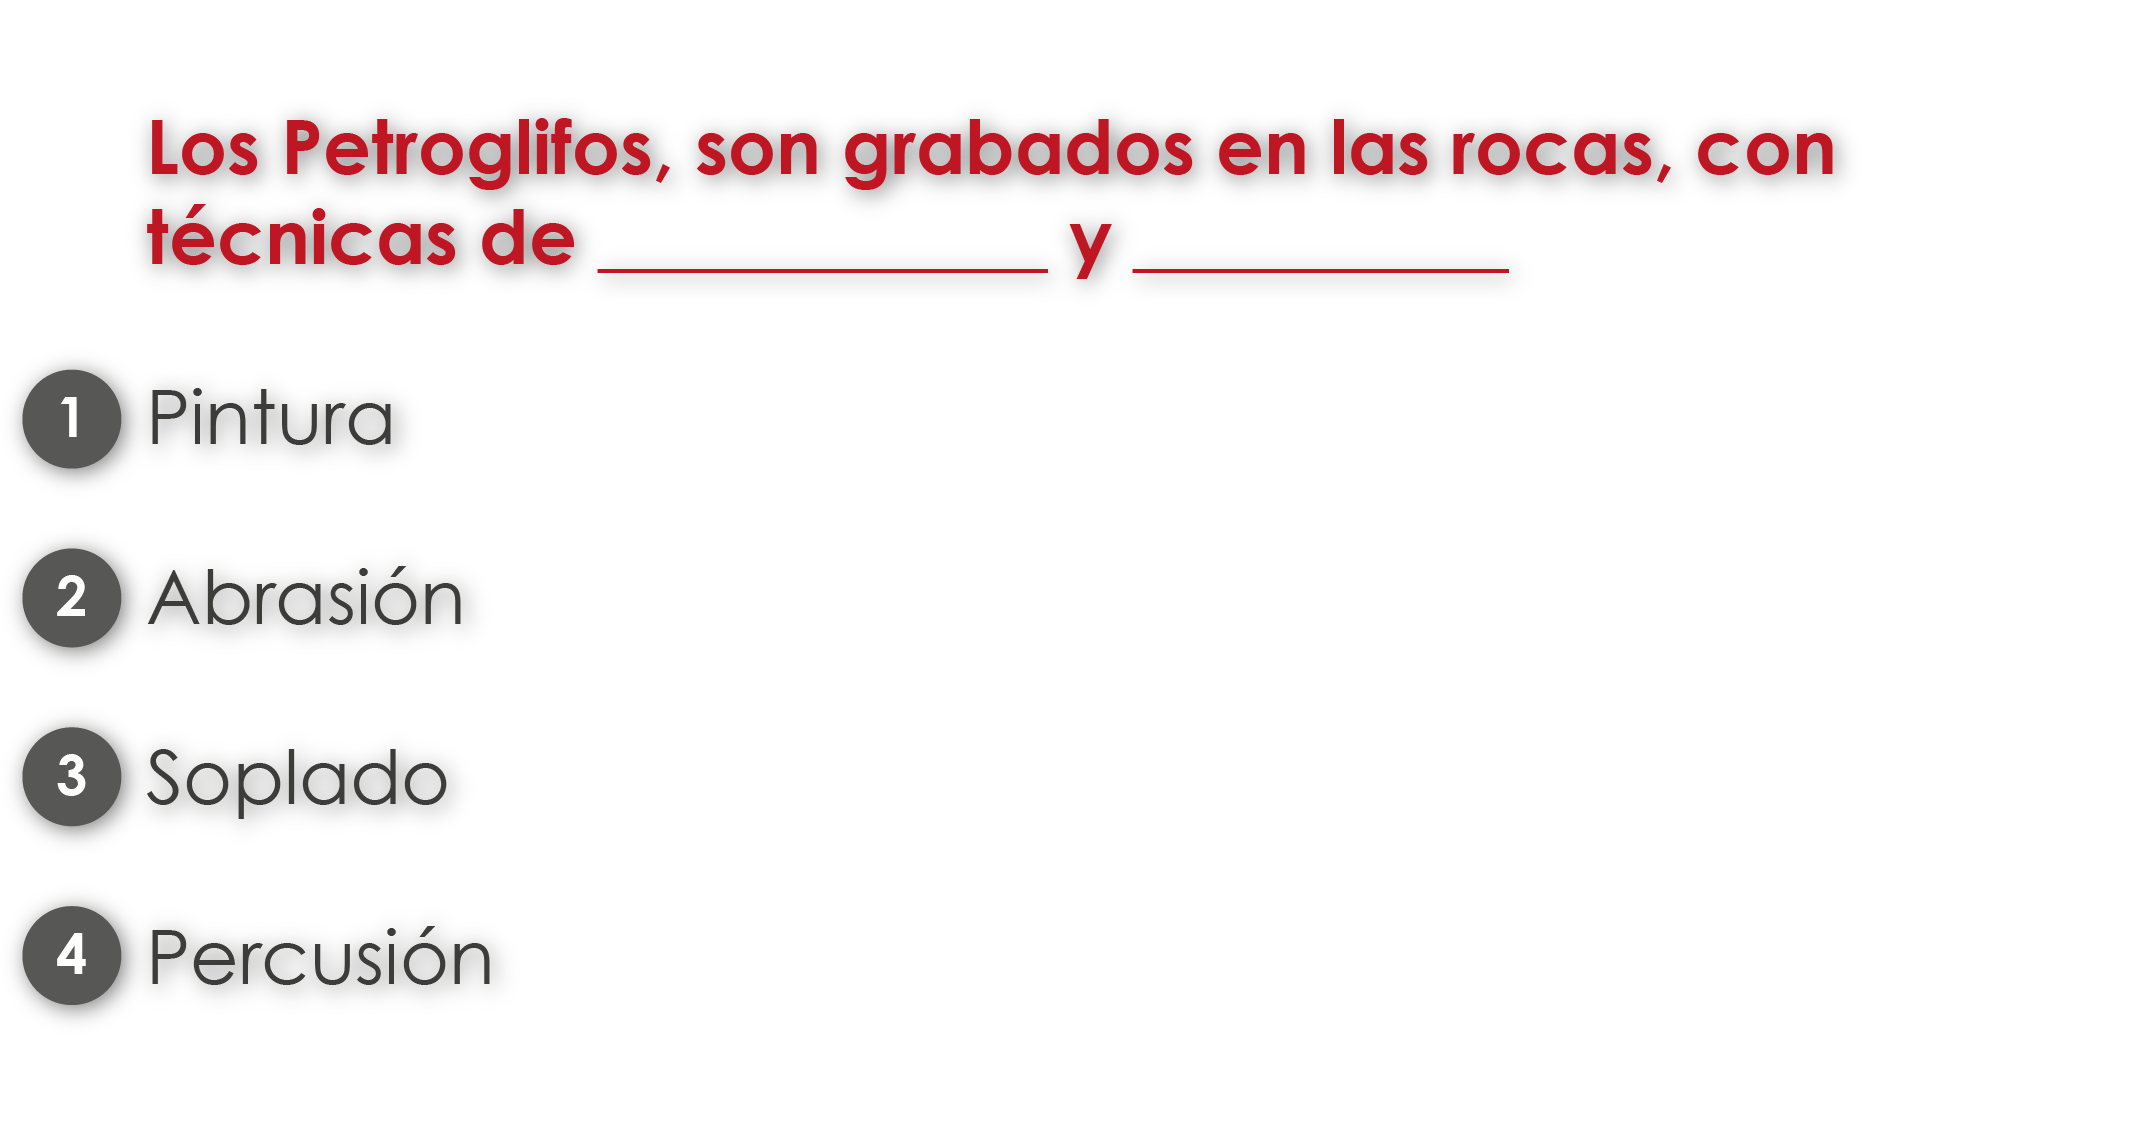 Los Petroglifos, son grabados en las rocas, con
técnicas de ____________ y __________
1 Pintura
2 Abrasión
3 Soplado
4 Percusión